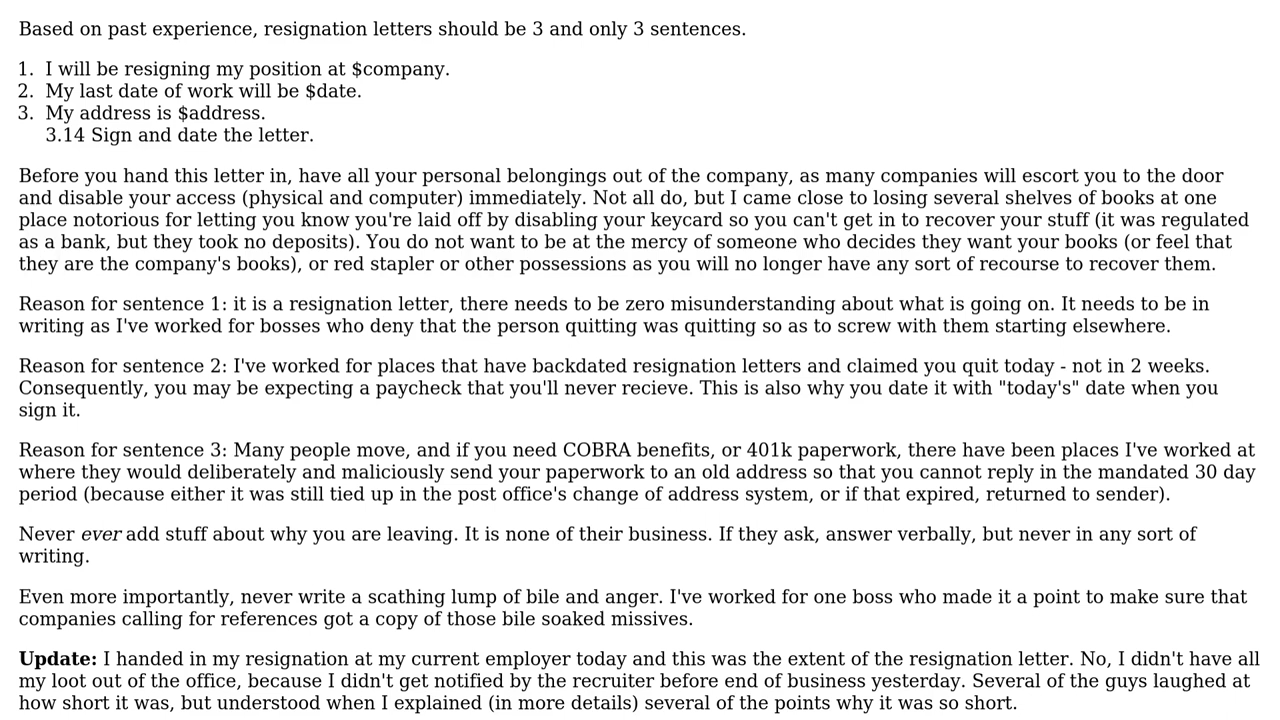 Based on past experience, resignation letters should be 3 and only 3 sentences.
1. I will be resigning my position at $company.
2. My last date of work will be $date.
3. My address is $address.
3.14 Sign and date the letter.
Before you hand this letter in, have all your personal belongings out of the company, as many companies will escort you to the door
and disable your access (physical and computer) immediately. Not all do, but I came close to losing several shelves of books at one
place notorious for letting you know you're laid off by disabling your keycard so you can't get in to recover your stuff (it was regulated
as a bank, but they took no deposits). You do not want to be at the mercy of someone who decides they want your books (or feel that
they are the company's books), or red stapler or other possessions as you will no longer have any sort of recourse to recover them.
Reason for sentence 1: it is a resignation letter, there needs to be zero misunderstanding about what is going on. It needs to be in
writing as I've worked for bosses who deny that the person quitting was quitting so as to screw with them starting elsewhere.
Reason for sentence 2: I've worked for places that have backdated resignation letters and claimed you quit today - not in 2 weeks.
Consequently, you may be expecting a paycheck that you'll never recieve. This is also why you date it with "today's" date when you
sign it.
Reason for sentence 3: Many people move, and if you need COBRA benefits, or 401k paperwork, there have been places I've worked at
where they would deliberately and maliciously send your paperwork to an old address so that you cannot reply in the mandated 30 day
period (because either it was still tied up in the post office's change of address system, or if that expired, returned to sender).
Never ever add stuff about why you are leaving. It is none of their business. If they ask, answer verbally, but never in any sort of
writing.
Even more importantly, never write a scathing lump of bile and anger. I've worked for one boss who made it a point to make sure that
companies calling for references got a copy of those bile soaked missives.
Update: I handed in my resignation at my current employer today and this was the extent of the resignation letter. No, I didn't have all
my loot out of the office, because I didn't get notified by the recruiter before end of business yesterday. Several of the guys laughed at
how short it was, but understood when I explained (in more details) several of the points why it was so short.